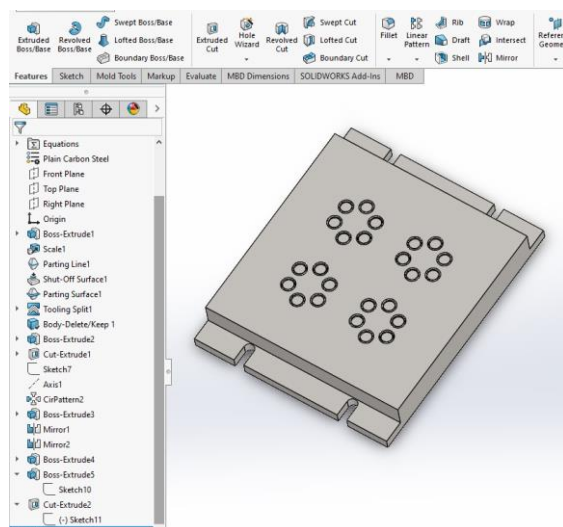 Extruded Boss/Base
Revolved Boss/Base
Swept Boss/Base
Lofted Boss/Base
Boundary Boss/Base
Extruded Cut
Hole Wizard
Revolved Cut
Swept Cut
Lofted Cut
Boundary Cut
Fillet
Linear Pattern
Rib
Draft
Shell
Wrap
Intersect
Mirror
Referen
Geome
Features Sketch Mold Tools Markup Evaluate MBD Dimensions SOLIDWORKS Add-Ins MBD
Equations
Plain Carbon Steel
Front Plane
Top Plane
Right Plane
Origin
Boss-Extrude1
Scale1
Parting Line1
Shut-Off Surface1
Parting Surface1
Tooling Split1
Body-Delete/Keep 1
Boss-Extrude2
Cut-Extrude1
Sketch7
Axis1
CirPattern2
Boss-Extrude3
Mirror1
Mirror2
Boss-Extrude4
Boss-Extrude5
Sketch10
Cut-Extrude2
(-) Sketch11